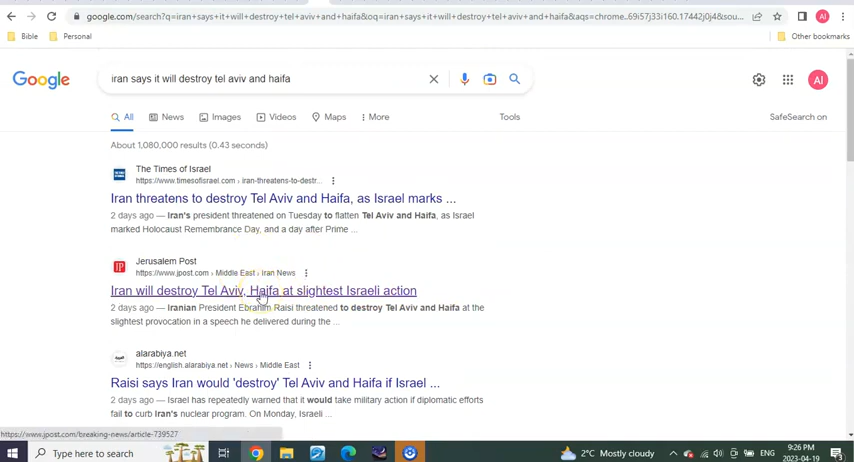 google.com/search?q=iran+says+it+will+destroy+tel+aviv+and+haifa&oq=iran+says+it+will+destroy+tel+aviv+and+haifa&aqs=chrome..69i57j33i160.17442j0j4&sou...
AI
Bible
Personal
Other bookmarks
Google
iran says it will destroy tel aviv and haifa
AI
All
News
Images
Videos
Maps
More
Tools
SafeSearch on
About 1,080,000 results (0.43 seconds)
The Times of Israel
https://www.timesofisrael.com › iran-threatens-to-destr...
Iran threatens to destroy Tel Aviv and Haifa, as Israel marks ...
2 days ago — Iran's president threatened on Tuesday to flatten Tel Aviv and Haifa, as Israel
marked Holocaust Remembrance Day, and a day after Prime ...
JP
Jerusalem Post
https://www.jpost.com › Middle East › Iran News
Iran will destroy Tel Aviv, Haifa at slightest Israeli action
2 days ago — Iranian President Ebrahim Raisi threatened to destroy Tel Aviv and Haifa at the
slightest provocation in a speech he delivered during the ...
alarabiya.net
https://english.alarabiya.net › News › Middle East
Raisi says Iran would 'destroy' Tel Aviv and Haifa if Israel ...
2 days ago — Israel has repeatedly warned that it would take military action if diplomatic efforts
fail to curb Iran's nuclear program. On Monday, Israeli ...
https://www.jpost.com/breaking-news/article-739527
Type here to search
2°C Mostly cloudy
ENG
9:26 PM
2023-04-19
3